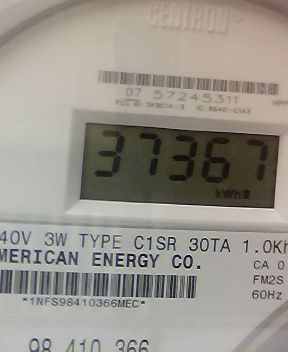 CENTRON
07 57245311
37367
kWh
40V 3W TYPE C1SR 30TA 1.0Kh
MERICAN ENERGY CO.
CA 0
FM2S
60Hz
*1NFS98410366MEC*
98 410 366